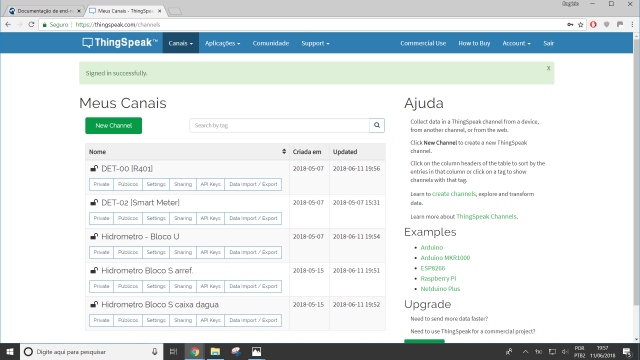 Documentação de end-
Meus Canais - ThingSpe
Seguro
https://thingspeak.com/channels
ThingSpeak™
Canais
Aplicações
Comunidade
Support
Commercial Use
How to Buy
Account
Sair
Signed in successfully.
x
Meus Canais
New Channel
Search by tag
Nome
Criada em
Updated
DET-00 [R401]
2018-05-07
2018-06-11 19:56
Private
Públicos
Settings
Sharing
API Keys
Data Import / Export
DET-02 [Smart Meter]
2018-05-07
2018-05-07 15:31
Private
Públicos
Settings
Sharing
API Keys
Data Import / Export
Hidrometro - Bloco U
2018-05-07
2018-06-11 19:54
Private
Públicos
Settings
Sharing
API Keys
Data Import / Export
Hidrometro Bloco S arref.
2018-05-15
2018-06-11 19:51
Private
Públicos
Settings
Sharing
API Keys
Data Import / Export
Hidrometro Bloco S caixa dagua
2018-05-15
2018-06-11 19:52
Private
Públicos
Settings
Sharing
API Keys
Data Import / Export
Ajuda
Collect data in a ThingSpeak channel from a device,
from another channel, or from the web.
Click New Channel to create a new ThingSpeak
channel.
Click on the column headers of the table to sort by the
entries in that column or click on a tag to show
channels with that tag.
Learn to create channels, explore and transform
data.
Learn more about ThingSpeak Channels.
Examples
Arduino
Arduino MKR1000
ESP8266
Raspberry Pi
Netduino Plus
Upgrade
Need to send more data faster?
Need to use ThingSpeak for a commercial project?
Digite aqui para pesquisar
POR
PTB2
19:57
11/06/2018